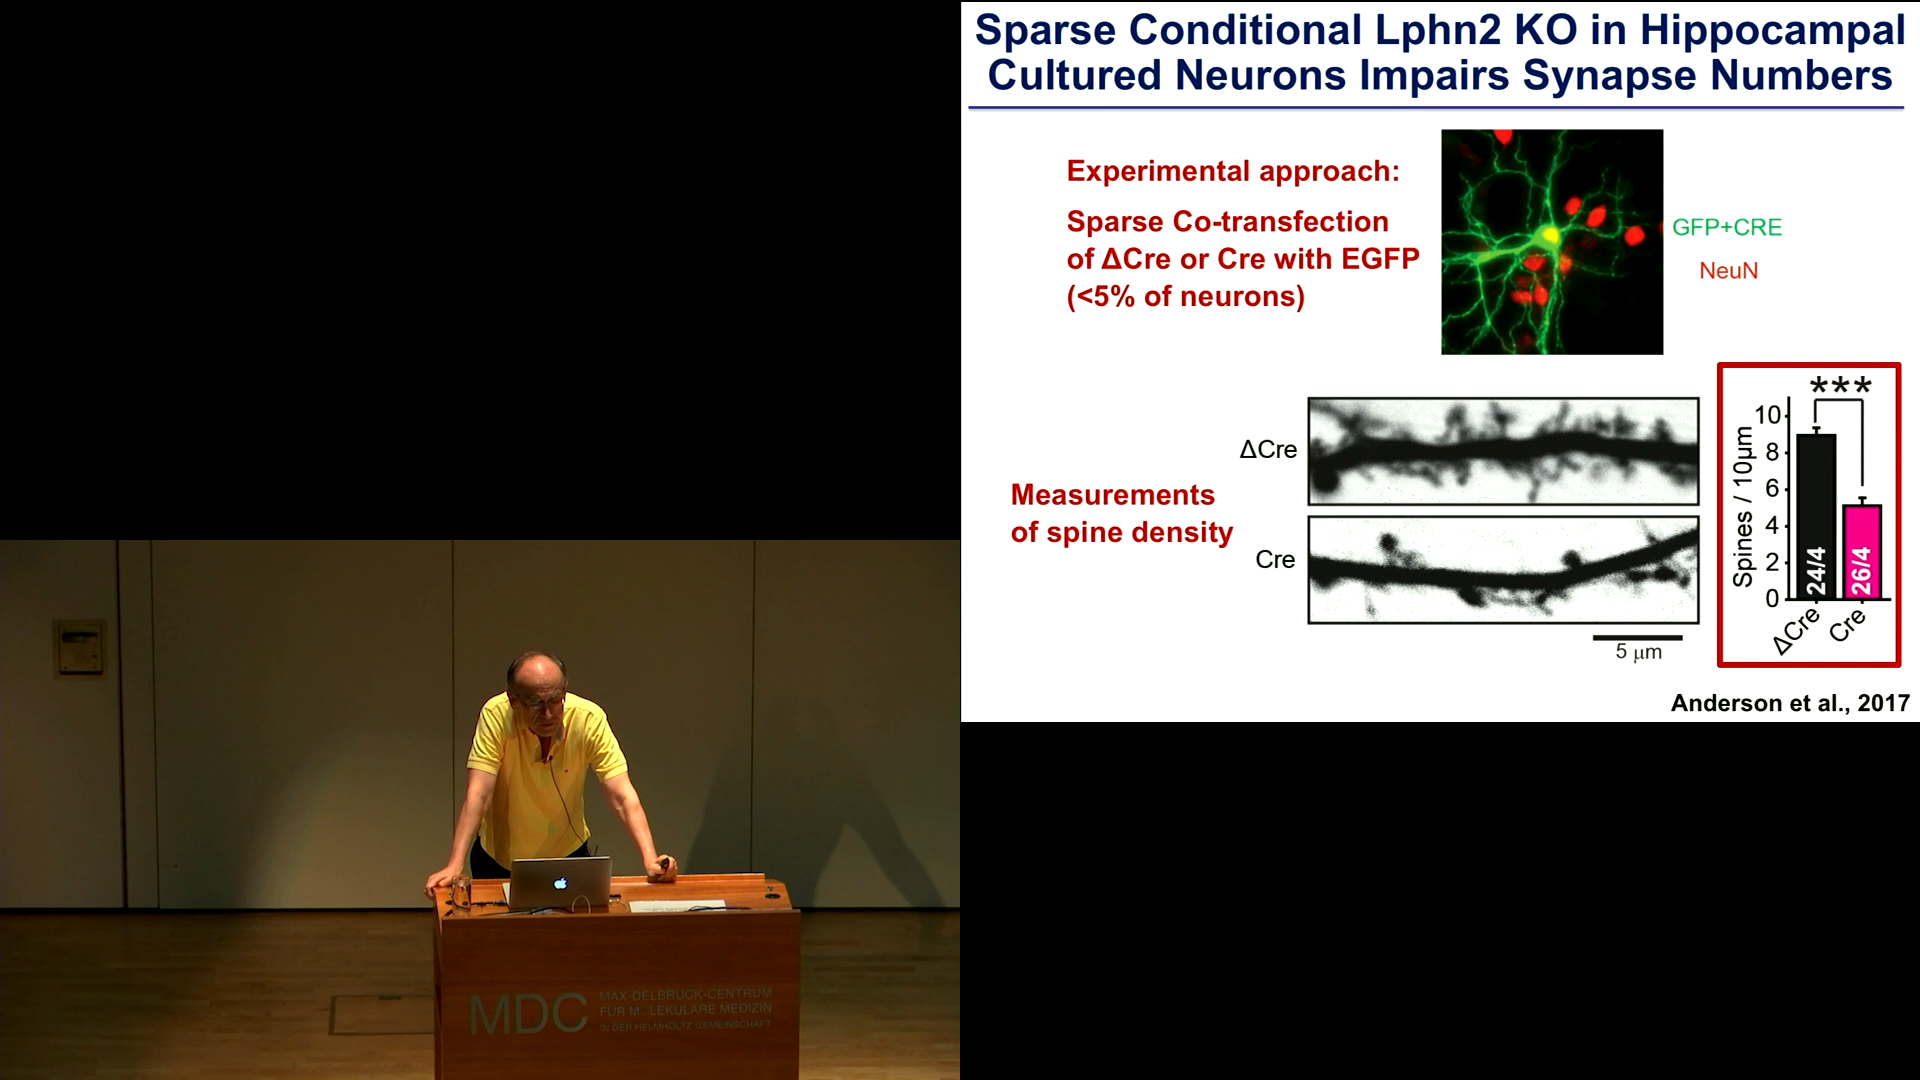 Sparse Conditional Lphn2 KO in Hippocampal
Cultured Neurons Impairs Synapse Numbers
Experimental approach:
Sparse Co-transfection
of ΔCre or Cre with EGFP
(<5% of neurons)
GFP+CRE
NeuN
Measurements
of spine density
ΔCre
Cre
5 μm
***
Spines / 10μm
10
8
6
4
2
0
24/4
26/4
ΔCre
Cre
Anderson et al., 2017
MDC
MAX-DELBRÜCK-CENTRUM
FÜR MOLEKULARE MEDIZIN
IN DER HELMHOLTZ-GEMEINSCHAFT